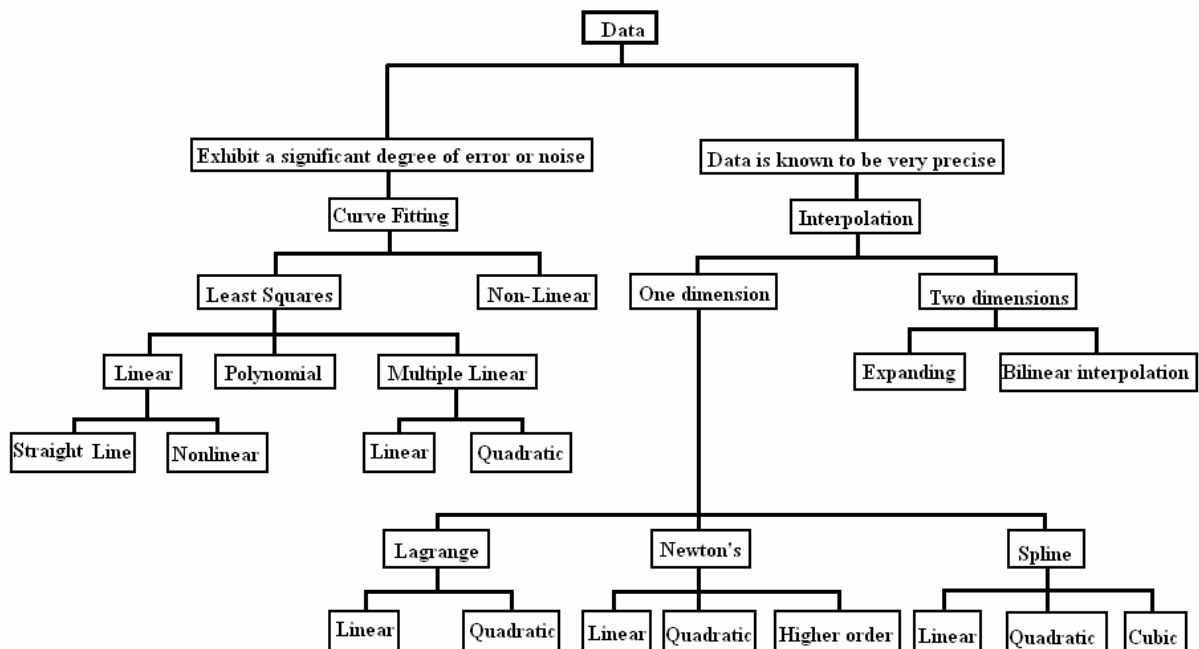 Data
Exhibit a significant degree of error or noise
Data is known to be very precise
Curve Fitting
Interpolation
Least Squares
Non-Linear
One dimension
Two dimensions
Linear
Polynomial
Multiple Linear
Expanding
Bilinear interpolation
Straight Line
Nonlinear
Linear
Quadratic
Lagrange
Newton's
Spline
Linear
Quadratic
Linear
Quadratic
Higher order
Linear
Quadratic
Cubic